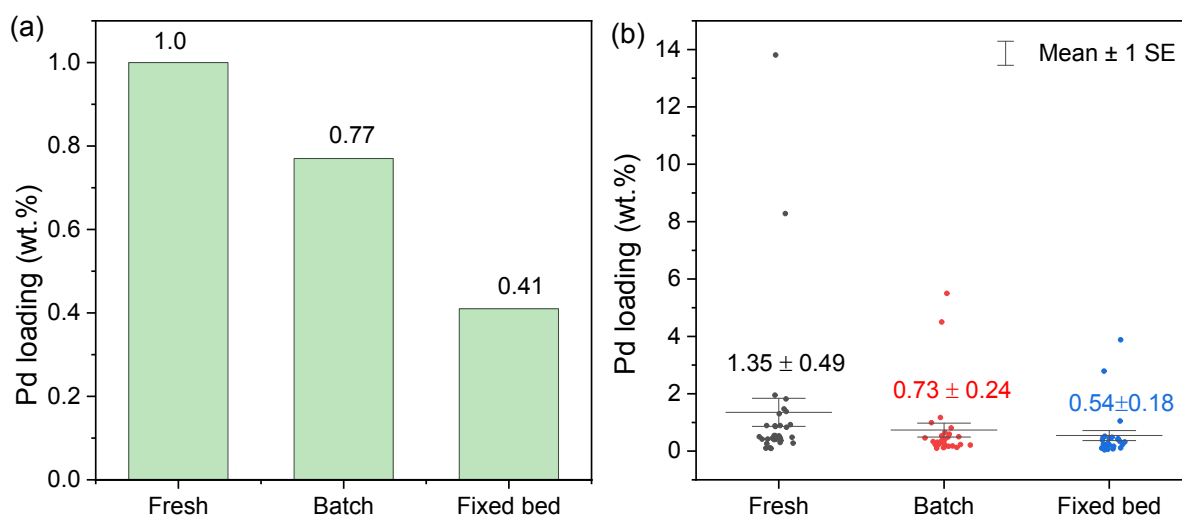 (a)
Pd loading (wt.%)
1.0
0.8
0.6
0.4
0.2
0.0
1.0
0.77
0.41
Fresh Batch Fixed bed
(b)
Pd loading (wt.%)
14
12
10
8
6
4
2
0
Mean ± 1 SE
1.35 ± 0.49
0.73 ± 0.24
0.54±0.18
Fresh Batch Fixed bed